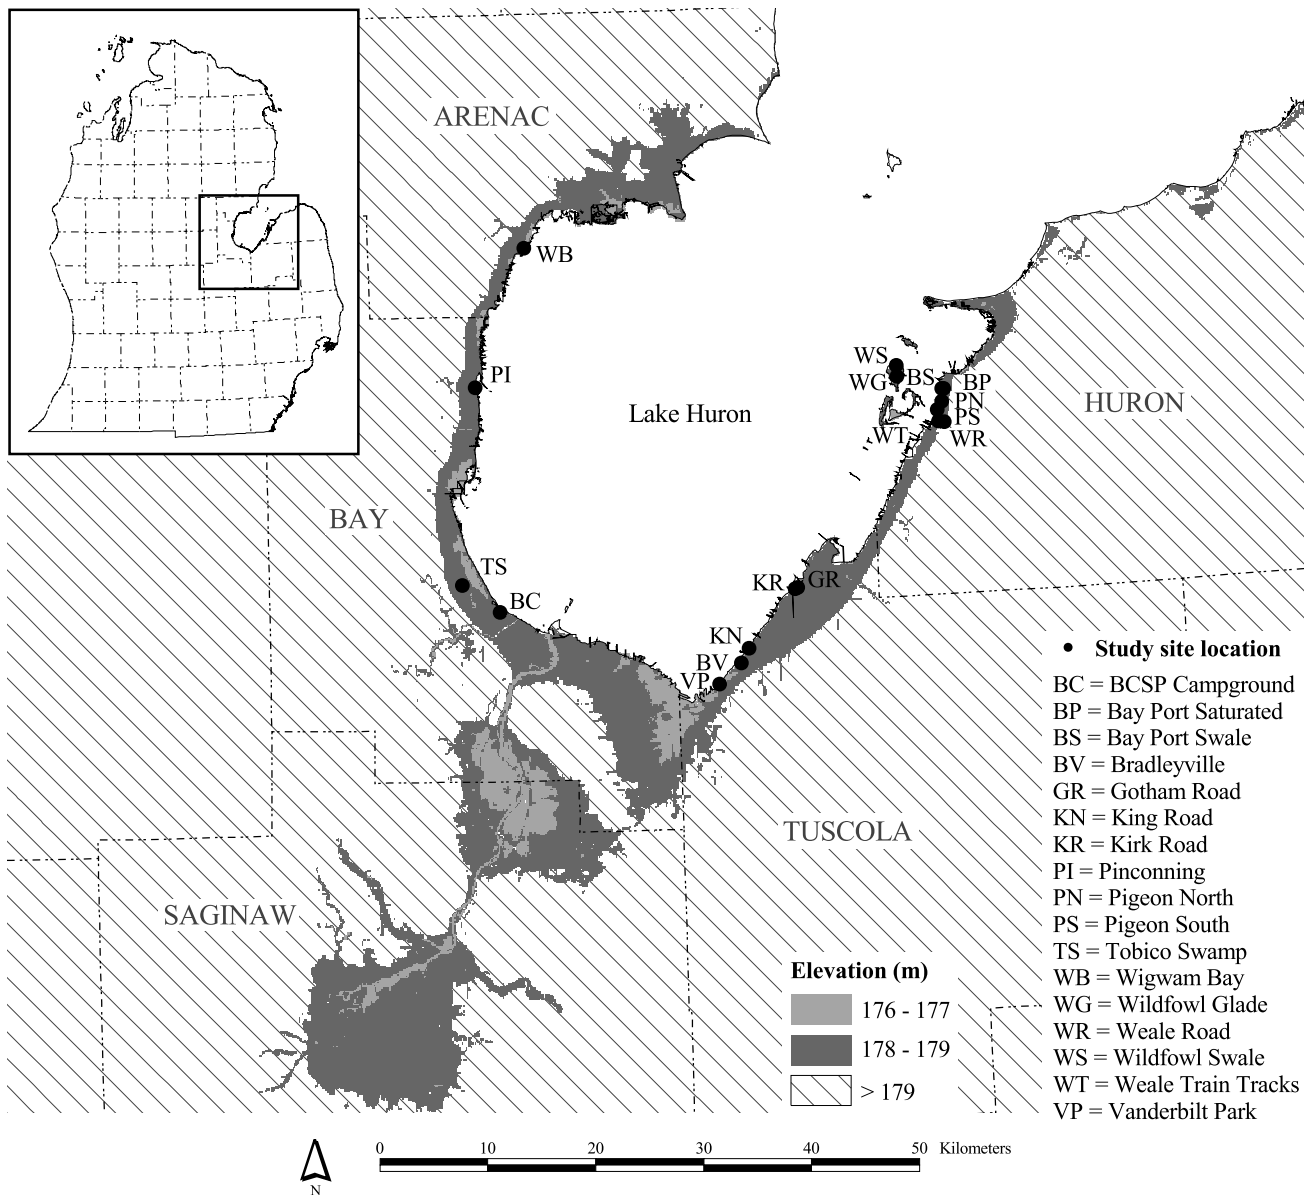 ARENAC
WB
WS
PI
WG
BS
BP
PN
HURON
Lake Huron
PS
WT
WR
BAY
TS
KR
GR
BC
KN
BV
VP
Study site location
BC = BCSP Campground
BP = Bay Port Saturated
BS = Bay Port Swale
BV = Bradleyville
GR = Gotham Road
KN = King Road
KR = Kirk Road
PI = Pinconning
PN = Pigeon North
PS = Pigeon South
TS = Tobico Swamp
WB = Wigwam Bay
WG = Wildfowl Glade
WR = Weale Road
WS = Wildfowl Swale
WT = Weale Train Tracks
VP = Vanderbilt Park
TUSCOLA
SAGINAW
Elevation (m)
176 - 177
178 - 179
> 179
0 10 20 30 40 50 Kilometers
N